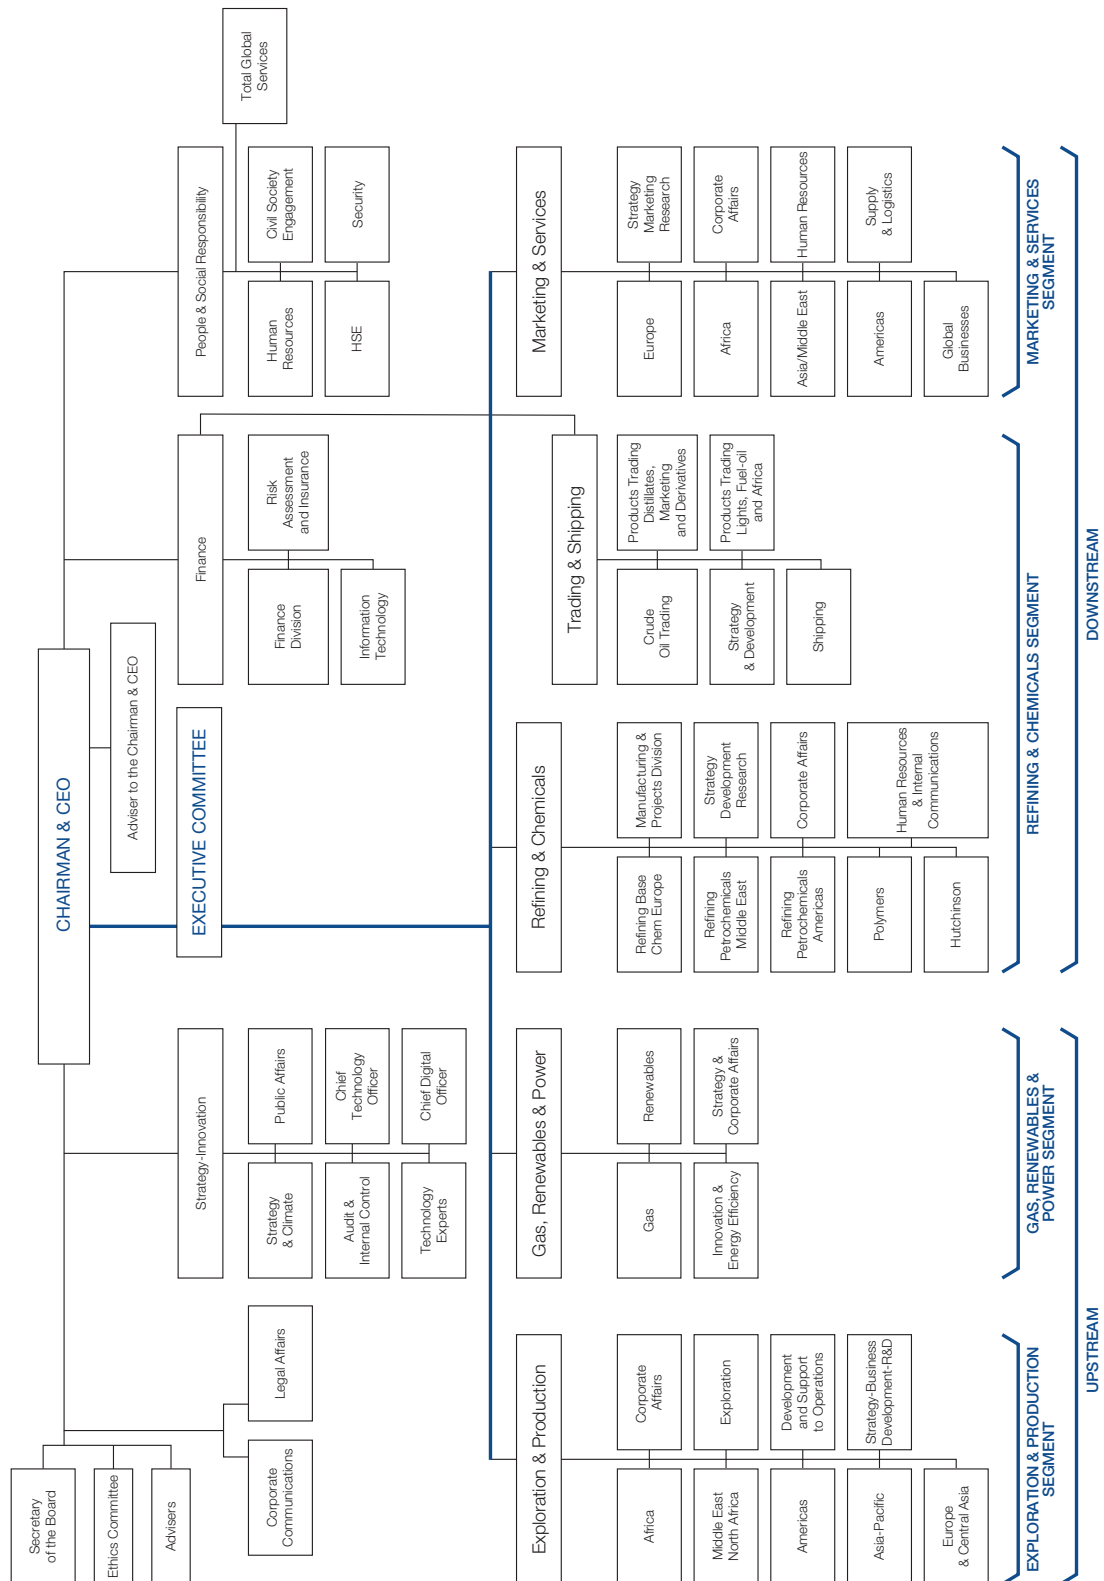 CHAIRMAN & CEO
Adviser to the Chairman & CEO
EXECUTIVE COMMITTEE
Secretary
of the Board
Ethics Committee
Advisers
Corporate
Communications
Legal Affairs
Strategy-Innovation
Strategy
& Climate
Public Affairs
Audit &
Internal Control
Chief
Technology
Officer
Technology
Experts
Chief Digital
Officer
Finance
Finance
Division
Risk
Assessment
and Insurance
Information
Technology
People & Social Responsibility
Human
Resources
Civil Society
Engagement
HSE
Security
Total Global
Services
Exploration & Production
Africa
Corporate
Affairs
Middle East
North Africa
Exploration
Americas
Development
and Support
to Operations
Asia-Pacific
Strategy-Business
Development-R&D
Europe
& Central Asia
Gas, Renewables & Power
Gas
Renewables
Innovation &
Energy Efficiency
Strategy &
Corporate Affairs
Refining & Chemicals
Refining Base
Chem Europe
Manufacturing &
Projects Division
Refining
Petrochemicals
Middle East
Strategy
Development
Research
Refining
Petrochemicals
Americas
Corporate Affairs
Polymers
Human Resources
& Internal
Communications
Hutchinson
Trading & Shipping
Crude
Oil Trading
Products Trading
Distillates,
Marketing
and Derivatives
Strategy
& Development
Products Trading
Lights, Fuel-oil
and Africa
Shipping
Marketing & Services
Europe
Strategy
Marketing
Research
Africa
Corporate
Affairs
Asia/Middle East
Human Resources
Americas
Supply
& Logistics
Global
Businesses
EXPLORATION & PRODUCTION
SEGMENT
GAS, RENEWABLES &
POWER SEGMENT
REFINING & CHEMICALS SEGMENT
MARKETING & SERVICES
SEGMENT
UPSTREAM
DOWNSTREAM